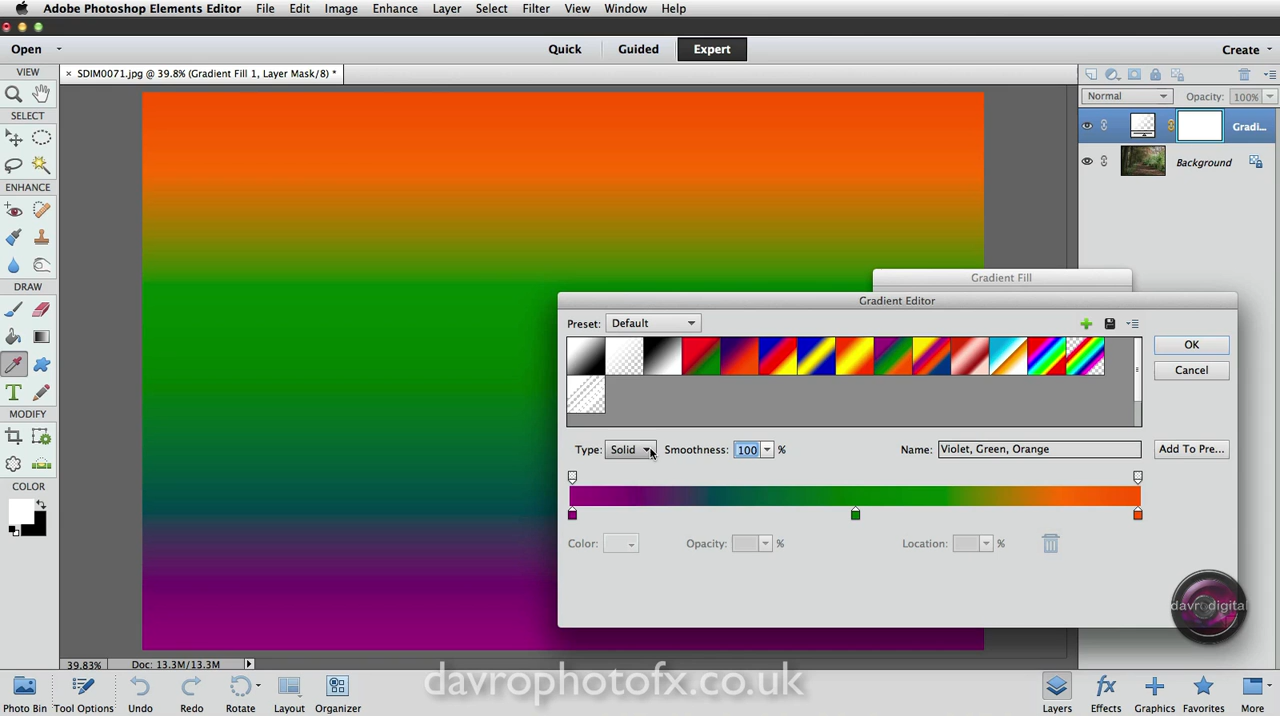 Adobe Photoshop Elements Editor File Edit Image Enhance Layer Select Filter View Window Help
Open Quick Guided Expert Create
VIEW × SDIM0071.jpg @ 39.8% (Gradient Fill 1, Layer Mask/8) *
Normal Opacity: 100%
SELECT
Gradi...
Background
ENHANCE
DRAW
Gradient Fill
Gradient Editor
Preset: Default
OK
Cancel
T
MODIFY
Type: Solid Smoothness: 100 % Name: Violet, Green, Orange Add To Pre...
COLOR
Color: Opacity: % Location: %
davrodigital
39.83% Doc: 13.3M/13.3M
davrophotofx.co.uk
Photo Bin Tool Options Undo Redo Rotate Layout Organizer Layers Effects Graphics Favorites More